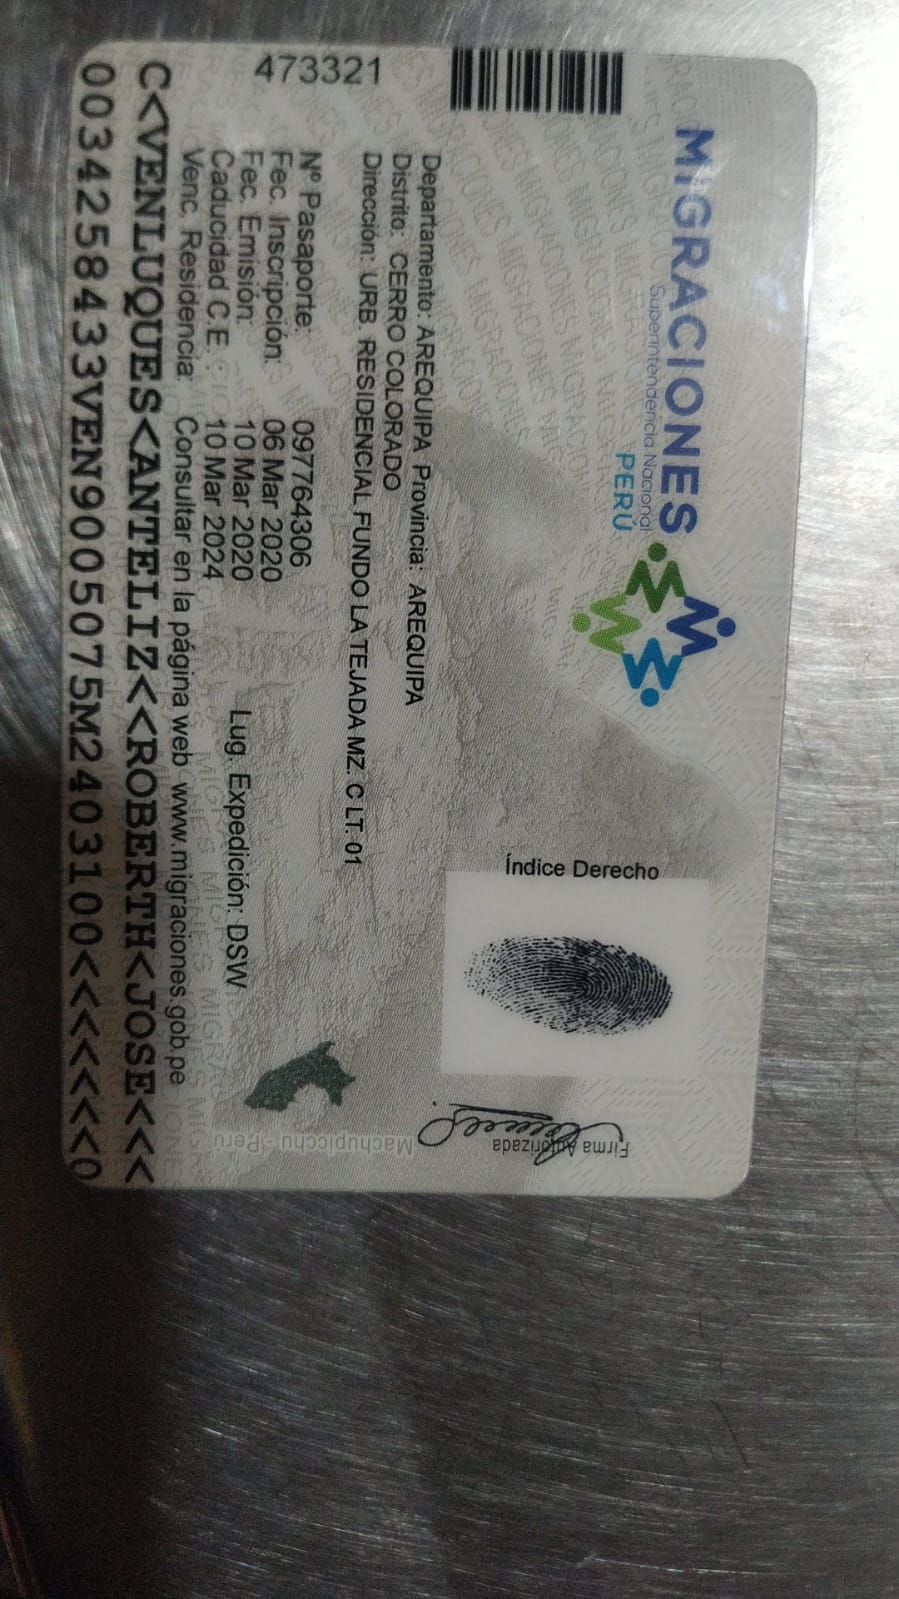 MIGRACIONES
Superintendencia Nacional
PERÚ
Índice Derecho
Firma Autorizada
Machupicchu - Perú
473321
Departamento: AREQUIPA Provincia: AREQUIPA
Distrito: CERRO COLORADO
Dirección: URB. RESIDENCIAL FUNDO LA TEJADA MZ. C LT. 01
Nº Pasaporte: 097764306
Fec. Inscripción: 06 Mar 2020
Fec. Emisión: 10 Mar 2020
Lug. Expedición: DSW
Caducidad C.E. : 10 Mar 2024
Venc. Residencia: Consultar en la página web www.migraciones.gob.pe
C<VENLUQUES<ANTELIZ<<ROBERTH<JOSE<<<
0034258433VEN9005075M2403100<<<<<<<0